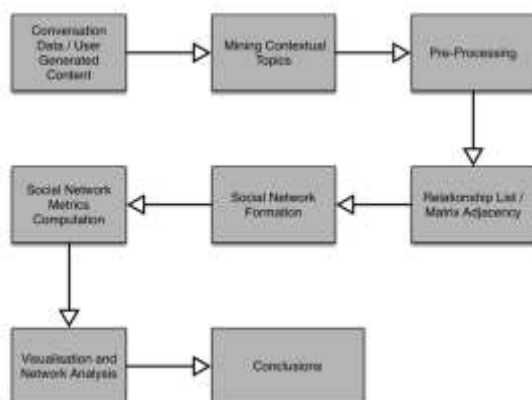 Conversation
Data / User
Generated
Content
Mining Contextual
Topics
Pre-Processing
Relationship List /
Matrix Adjacency
Social Network
Formation
Social Network
Metrics
Computation
Visualisation and
Network Analysis
Conclusions